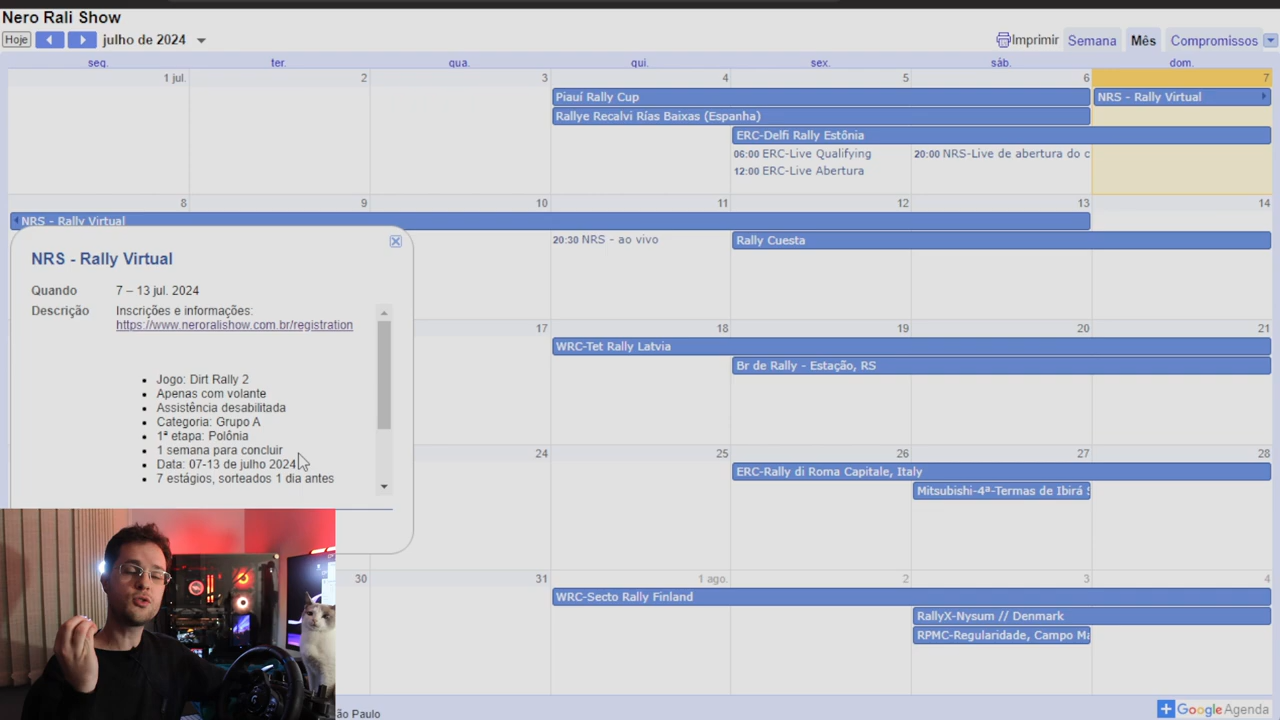 Nero Rali Show
Hoje
julho de 2024
Imprimir
Semana
Mês
Compromissos
seg.
ter.
qua.
qui.
sex.
sáb.
dom.
1 jul.
2
3
4
5
6
7
Piauí Rally Cup
NRS - Rally Virtual
Rallye Recalvi Rías Baixas (Espanha)
ERC-Delfi Rally Estônia
06:00 ERC-Live Qualifying
20:00 NRS-Live de abertura do c
12:00 ERC-Live Abertura
8
9
10
11
12
13
14
NRS - Rally Virtual
20:30 NRS - ao vivo
Rally Cuesta
NRS - Rally Virtual
Quando
7 – 13 jul. 2024
Descrição
Inscrições e informações:
https://www.neroralishow.com.br/registration
Jogo: Dirt Rally 2
Apenas com volante
Assistência desabilitada
Categoria: Grupo A
1ª etapa: Polônia
1 semana para concluir
Data: 07-13 de julho 2024
7 estágios, sorteados 1 dia antes
17
18
19
20
21
WRC-Tet Rally Latvia
Br de Rally - Estação, RS
24
25
26
27
28
ERC-Rally di Roma Capitale, Italy
Mitsubishi-4ª-Termas de Ibirá
30
31
1 ago.
2
3
4
WRC-Secto Rally Finland
RallyX-Nysum // Denmark
RPMC-Regularidade, Campo
ão Paulo
Google Agenda